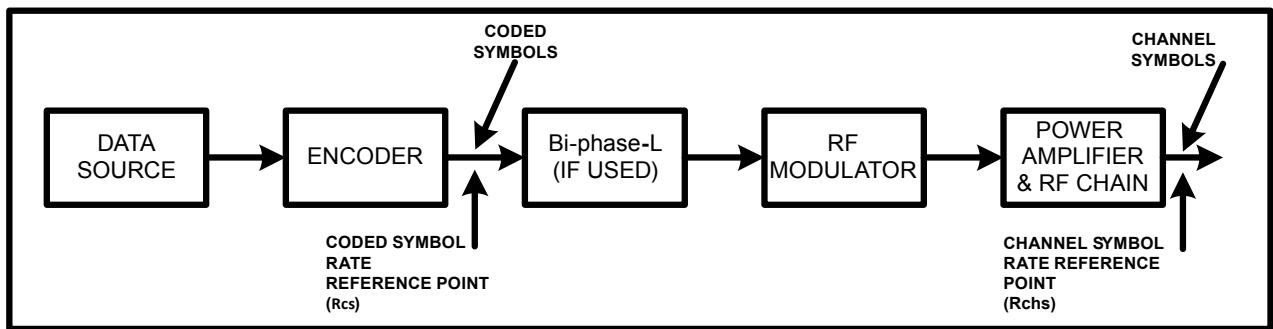 CODED
SYMBOLS
CHANNEL
SYMBOLS
DATA
SOURCE
ENCODER
Bi-phase-L
(IF USED)
RF
MODULATOR
POWER
AMPLIFIER
& RF CHAIN
CODED SYMBOL
RATE
REFERENCE POINT
(Rcs)
CHANNEL SYMBOL
RATE REFERENCE
POINT
(Rchs)